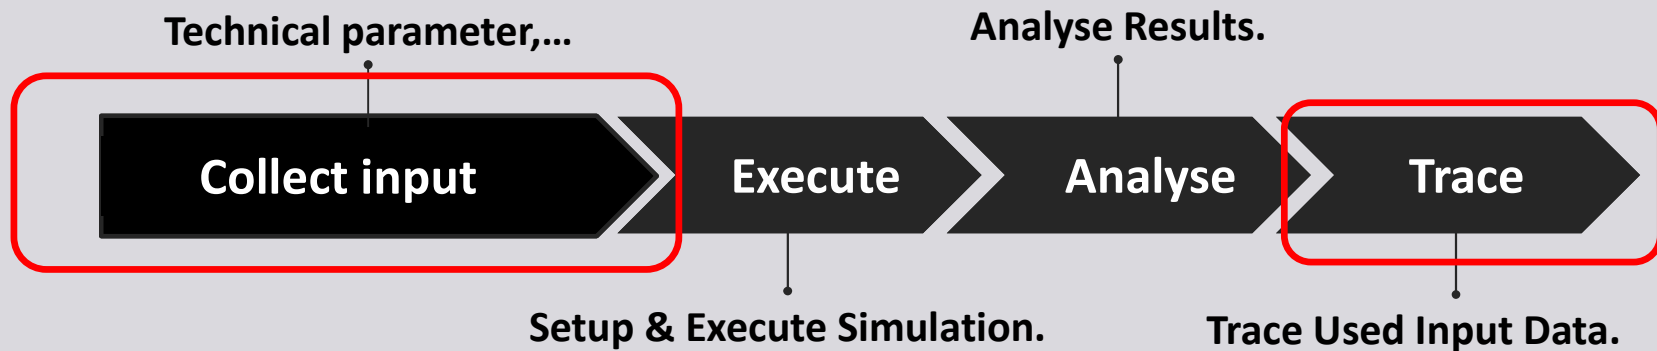 Technical parameter,...
Analyse Results.
Collect input
Execute
Analyse
Trace
Setup & Execute Simulation.
Trace Used Input Data.